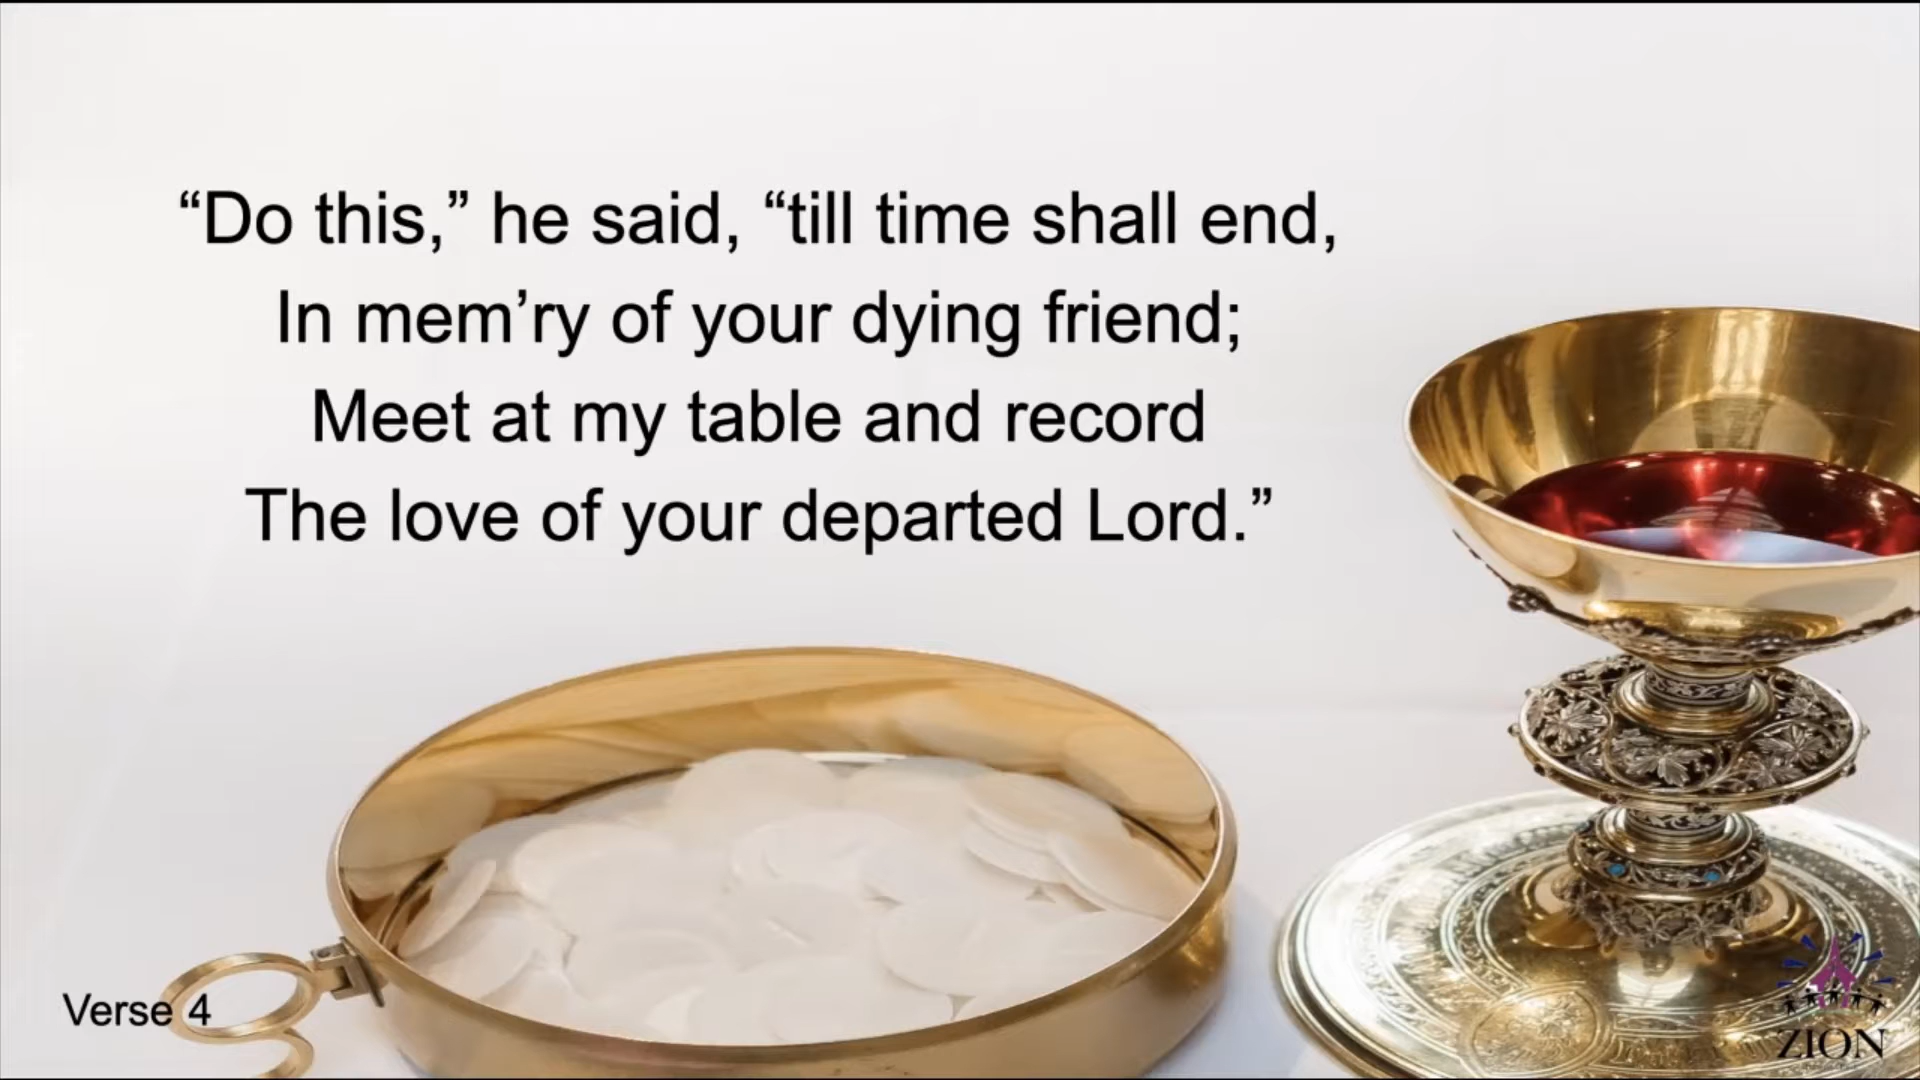 “Do this,” he said, “till time shall end,
In mem’ry of your dying friend;
Meet at my table and record
The love of your departed Lord.”
Verse 4
ZION